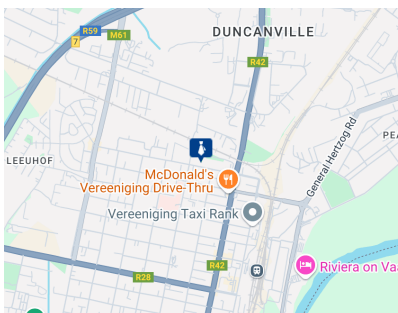 R59
M61
7
DUNCANVILLE
R42
General Hertzog Rd
PEA
LEEUHOF
McDonald's
Vereeniging Drive-Thru
Vereeniging Taxi Rank
R42
R28
Riviera on Vaa